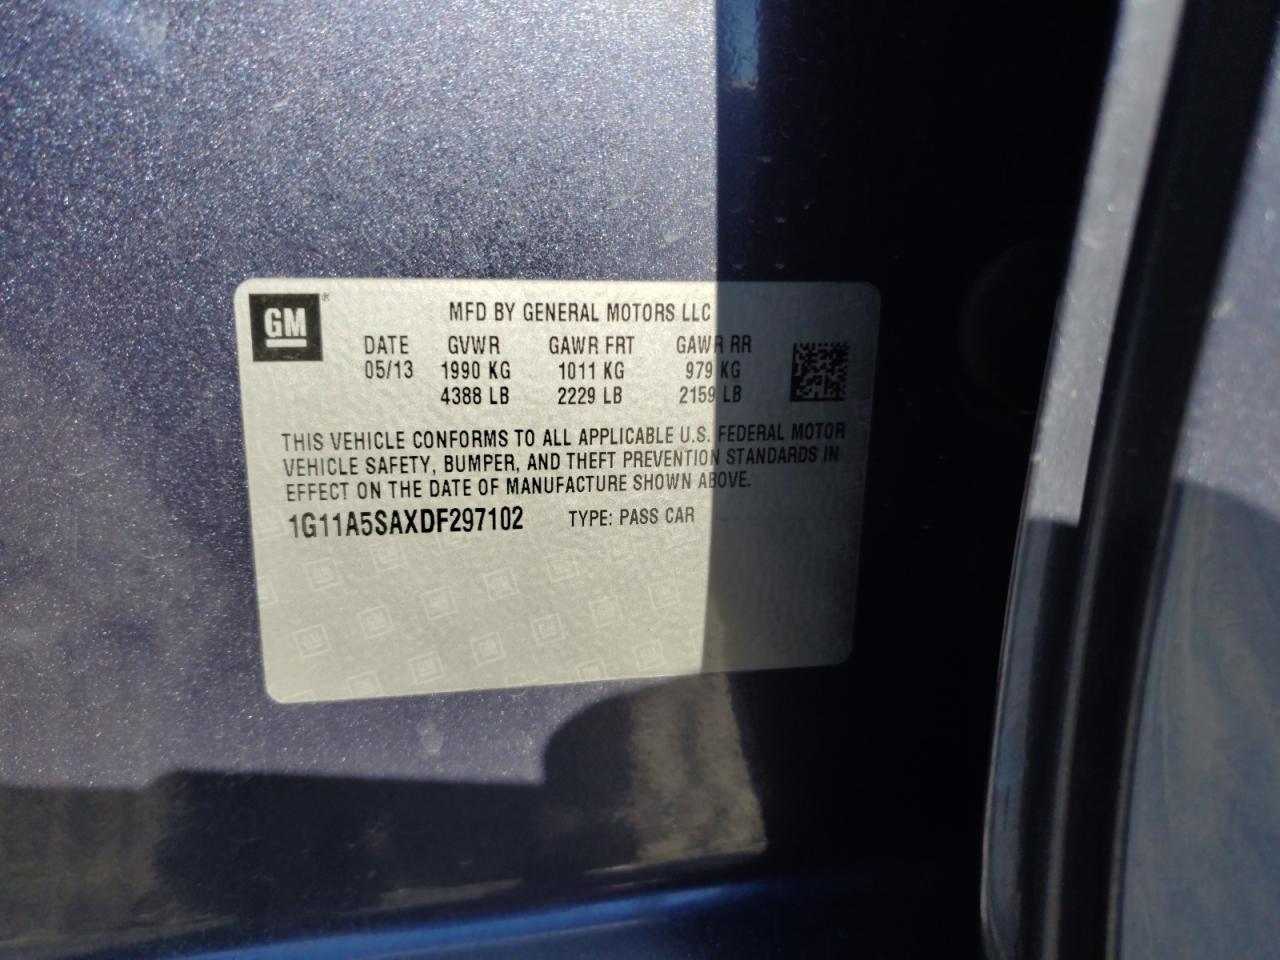 GM®
MFD BY GENERAL MOTORS LLC
DATE GVWR GAWR FRT GAWR RR
05/13 1990 KG 1011 KG 979 KG
4388 LB 2229 LB 2159 LB
THIS VEHICLE CONFORMS TO ALL APPLICABLE U.S. FEDERAL MOTOR
VEHICLE SAFETY, BUMPER, AND THEFT PREVENTION STANDARDS IN
EFFECT ON THE DATE OF MANUFACTURE SHOWN ABOVE.
1G11A5SAXDF297102 TYPE: PASS CAR